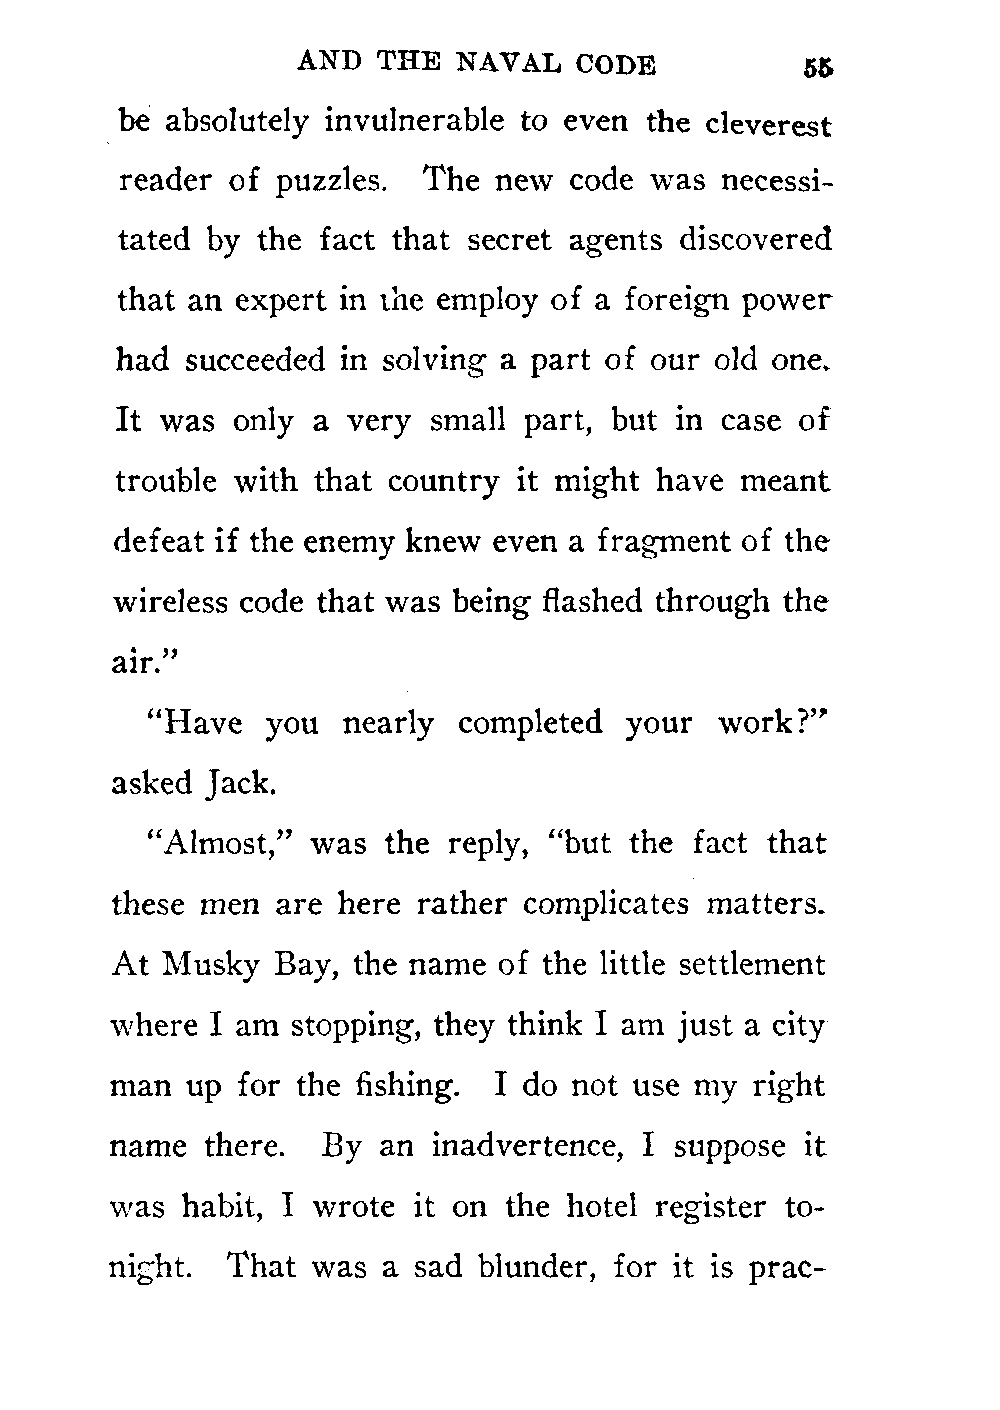 AND THE NAVAL CODE 55
be absolutely invulnerable to even the cleverest
reader of puzzles. The new code was necessi-
tated by the fact that secret agents discovered
that an expert in the employ of a foreign power
had succeeded in solving a part of our old one.
It was only a very small part, but in case of
trouble with that country it might have meant
defeat if the enemy knew even a fragment of the
wireless code that was being flashed through the
air.”
“Have you nearly completed your work?”
asked Jack.
“Almost,” was the reply, “but the fact that
these men are here rather complicates matters.
At Musky Bay, the name of the little settlement
where I am stopping, they think I am just a city
man up for the fishing. I do not use my right
name there. By an inadvertence, I suppose it
was habit, I wrote it on the hotel register to-
night. That was a sad blunder, for it is prac-